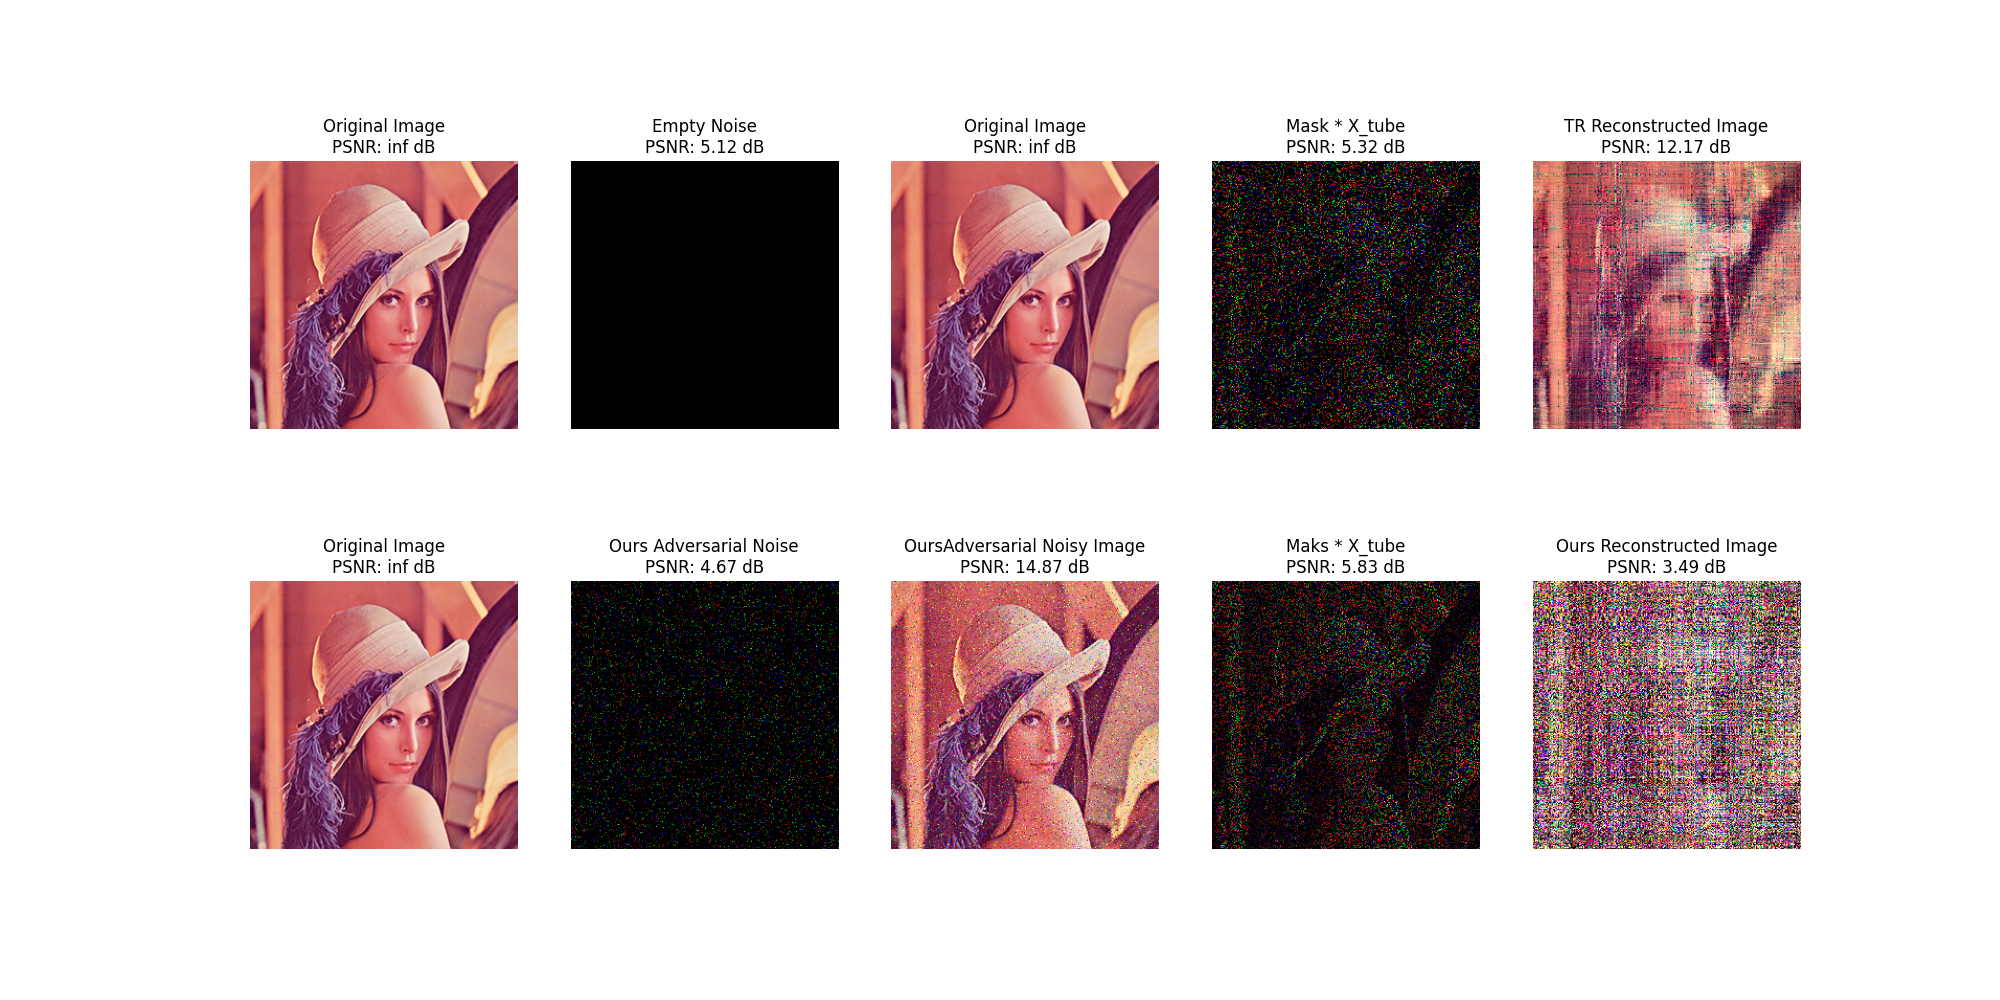 Original Image
PSNR: inf dB
Empty Noise
PSNR: 5.12 dB
Original Image
PSNR: inf dB
Mask * X_tube
PSNR: 5.32 dB
TR Reconstructed Image
PSNR: 12.17 dB
Original Image
PSNR: inf dB
Ours Adversarial Noise
PSNR: 4.67 dB
OursAdversarial Noisy Image
PSNR: 14.87 dB
Maks * X_tube
PSNR: 5.83 dB
Ours Reconstructed Image
PSNR: 3.49 dB